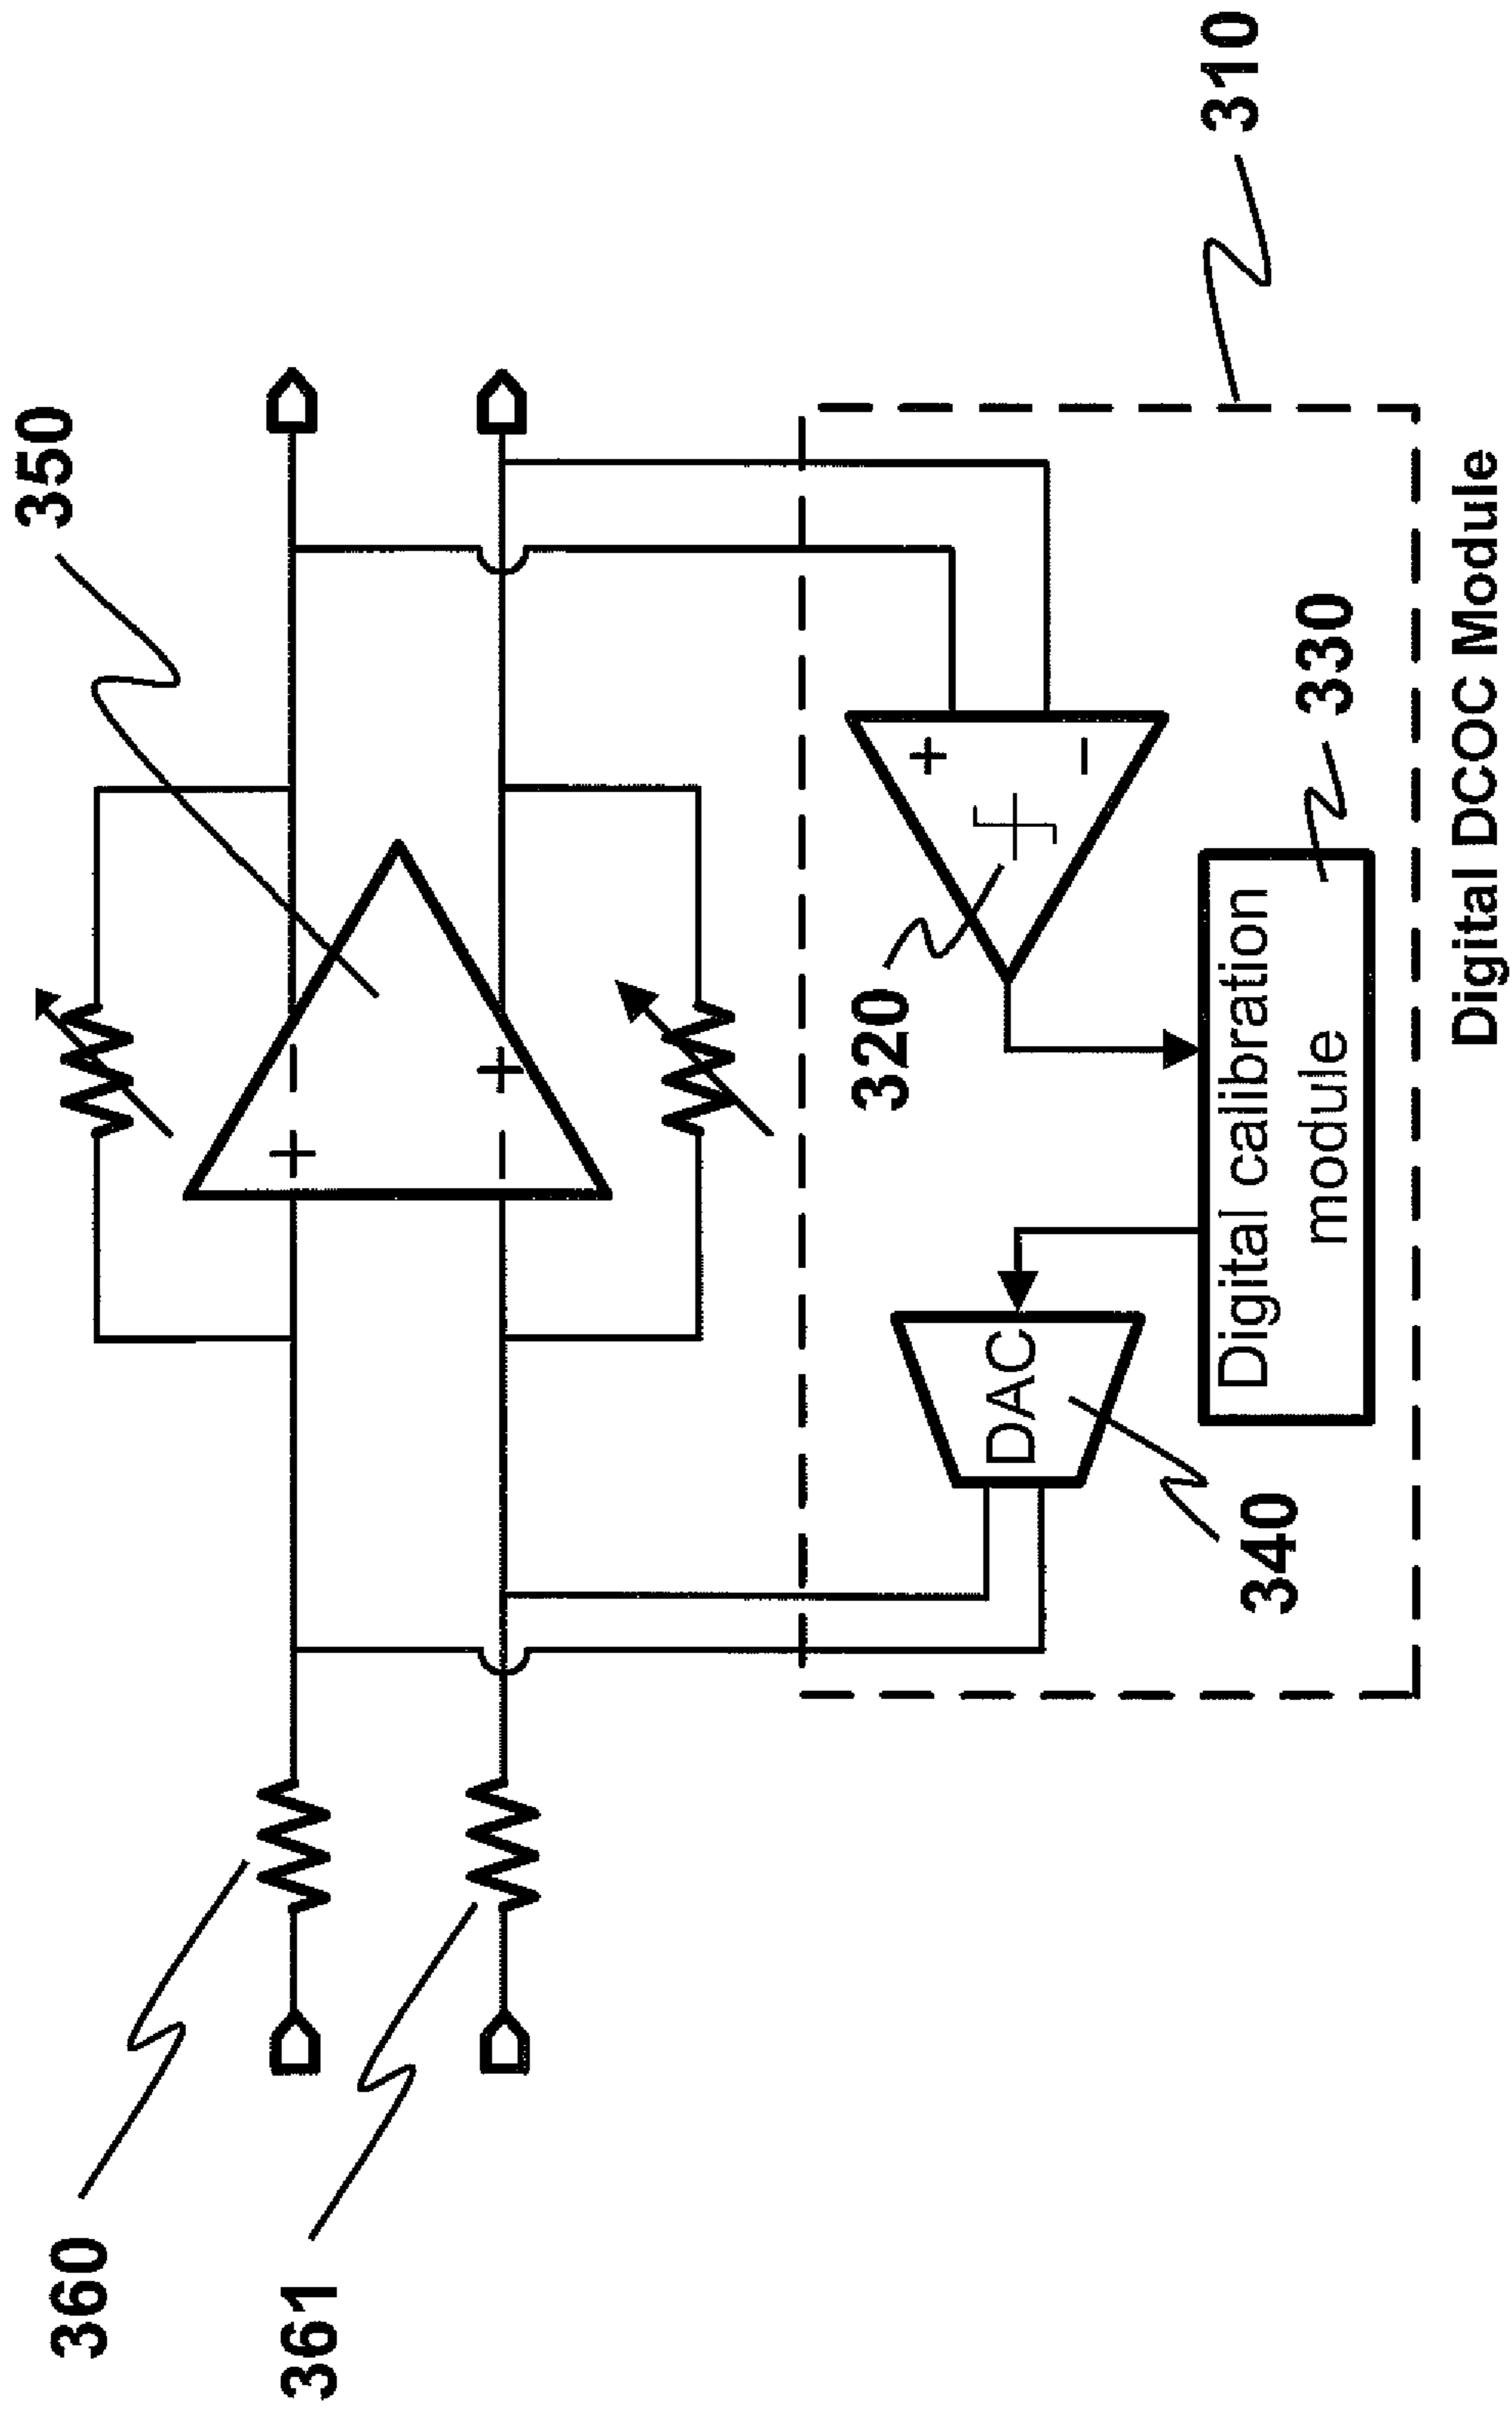 350
360
361
+ −
− +
310
320
+
−
DAC
340
Digital calibration
module
330
Digital DCOC Module